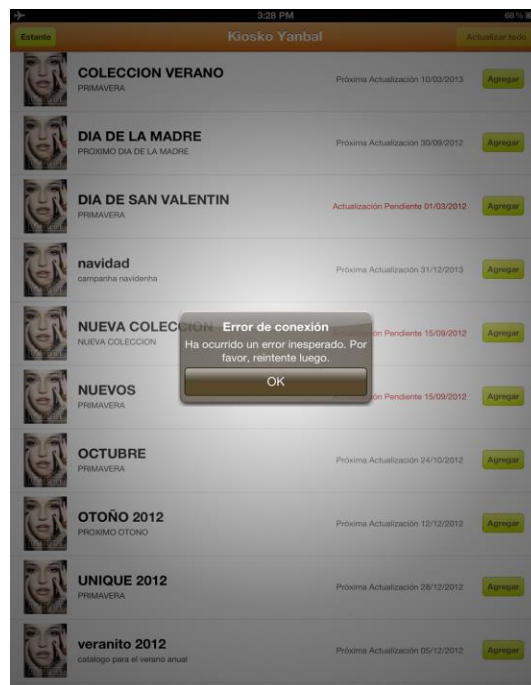 3:28 PM
68 %
Estante
Kiosko Yanbal
Actualizar todo
COLECCION VERANO
PRIMAVERA
Próxima Actualización 10/03/2013
Agregar
DIA DE LA MADRE
PROXIMO DIA DE LA MADRE
Próxima Actualización 30/09/2012
Agregar
DIA DE SAN VALENTIN
PRIMAVERA
Actualización Pendiente 01/03/2012
Agregar
navidad
campanha navidenha
Próxima Actualización 31/12/2013
Agregar
NUEVA COLECCION
NUEVA COLECCION
Pendiente 15/09/2012
Agregar
Error de conexión
Ha ocurrido un error inesperado. Por
favor, reintente luego.
OK
NUEVOS
PRIMAVERA
Pendiente 15/09/2012
Agregar
OCTUBRE
PRIMAVERA
Próxima Actualización 24/10/2012
Agregar
OTOÑO 2012
PROXIMO OTONO
Próxima Actualización 12/12/2012
Agregar
UNIQUE 2012
PRIMAVERA
Próxima Actualización 28/12/2012
Agregar
veranito 2012
catalogo para el verano anual
Próxima Actualización 05/12/2012
Agregar